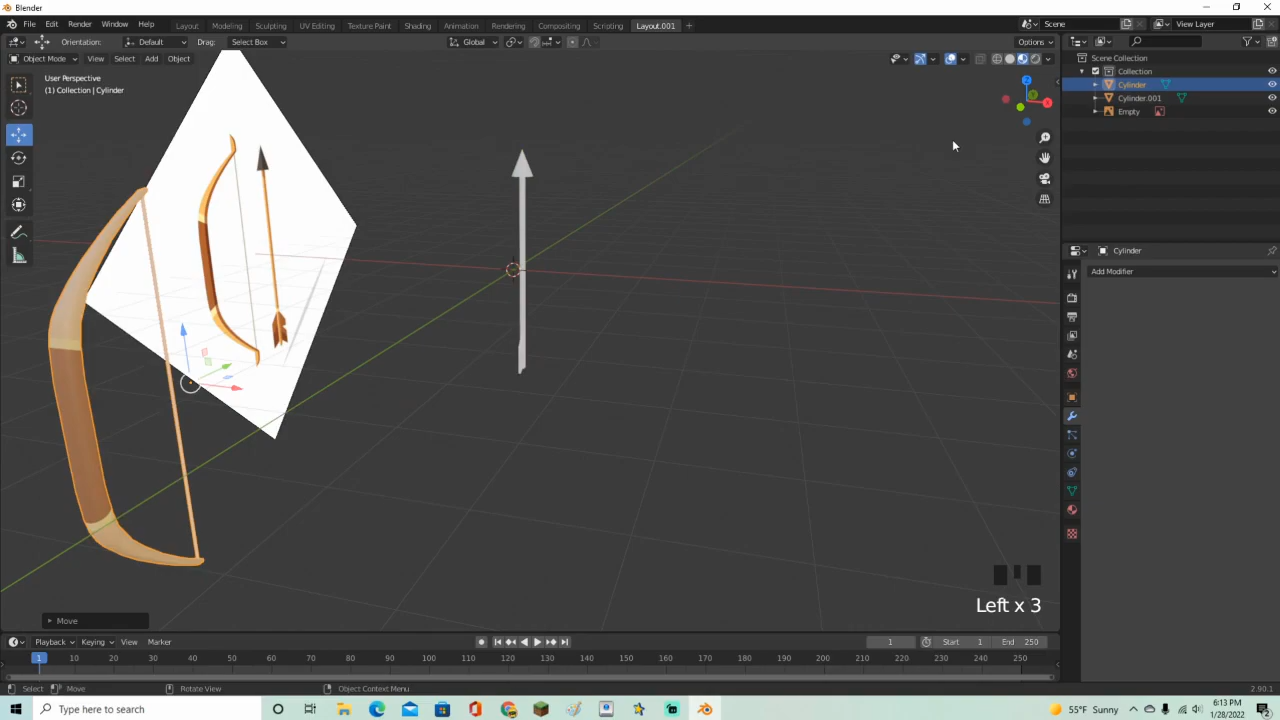 Blender
File Edit Render Window Help Layout Modeling Sculpting UV Editing Texture Paint Shading Animation Rendering Compositing Scripting Layout.001 + Scene View Layer
Orientation: Default Drag: Select Box Global Options
Object Mode View Select Add Object
User Perspective
(1) Collection | Cylinder
Z
X
Scene Collection
Collection
Cylinder
Cylinder.001
Empty
Cylinder
Add Modifier
Left x 3
Move
Playback Keying View Marker 1 Start 1 End 250
1 10 20 30 40 50 60 70 80 90 100 110 120 130 140 150 160 170 180 190 200 210 220 230 240 250
Select Move Rotate View Object Context Menu 2.90.1
Type here to search 55°F Sunny 6:13 PM
1/28/2022 2